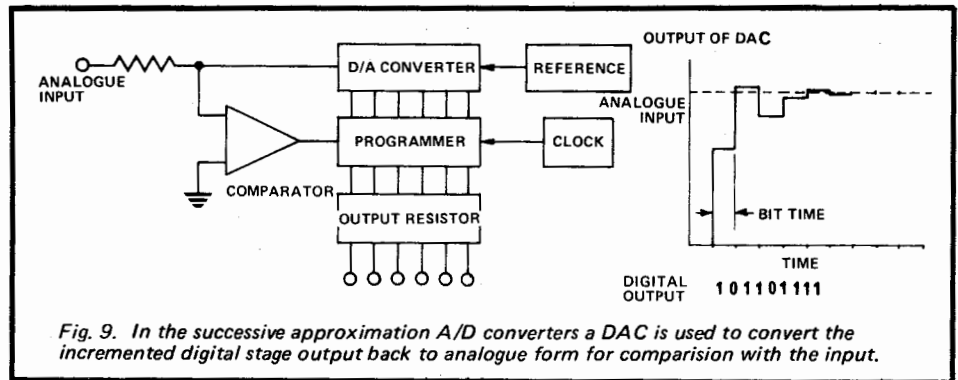 OUTPUT OF DAC
D/A CONVERTER
REFERENCE
ANALOGUE
INPUT
ANALOGUE
INPUT
PROGRAMMER
CLOCK
COMPARATOR
OUTPUT RESISTOR
BIT TIME
TIME
DIGITAL
OUTPUT
101101111
Fig. 9. In the successive approximation A/D converters a DAC is used to convert the
incremented digital stage output back to analogue form for comparision with the input.